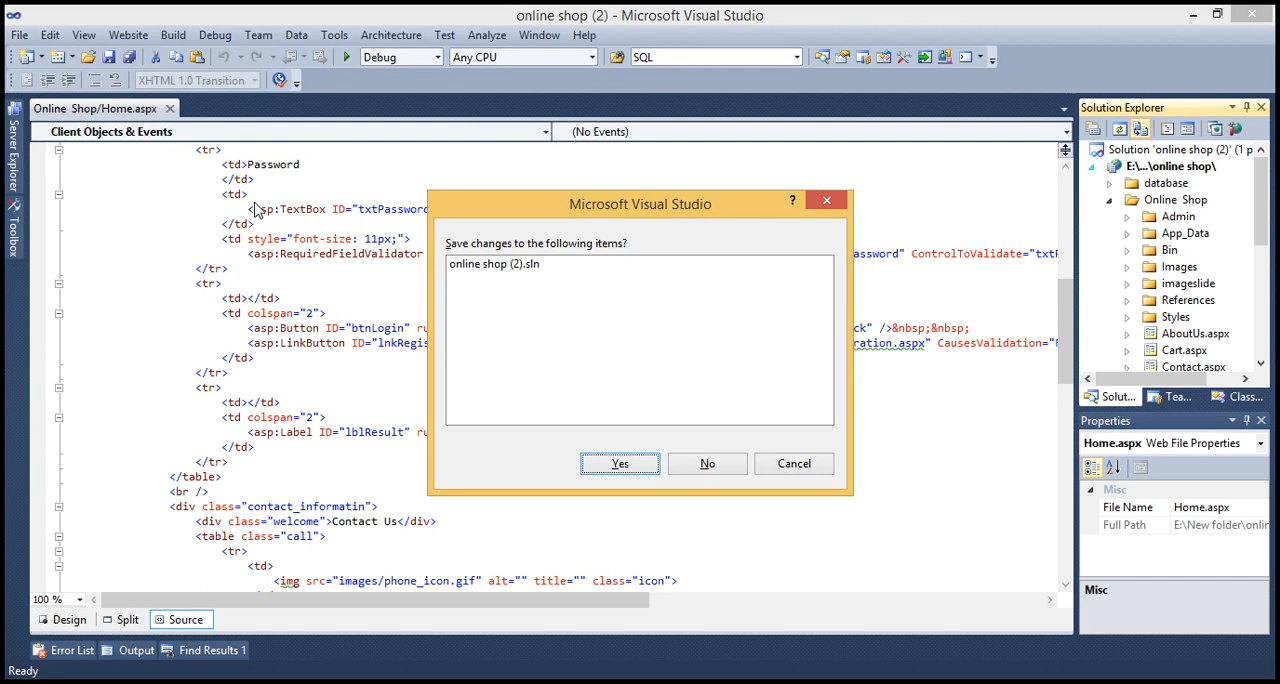 online shop (2) - Microsoft Visual Studio
File Edit View Website Build Debug Team Data Tools Architecture Test Analyze Window Help
Debug Any CPU SQL
XHTML 1.0 Transition
Server Explorer
Toolbox
Online Shop/Home.aspx
Client Objects & Events (No Events)
<tr>
<td>Password
</td>
<td>
<asp:TextBox ID="txtPassword
</td>
<td style="font-size: 11px;">
<asp:RequiredFieldValidator assword" ControlToValidate="txtP
</tr>
<tr>
<td></td>
<td colspan="2">
<asp:Button ID="btnLogin" ru ck" />&nbsp;&nbsp;
<asp:LinkButton ID="lnkRegis ration.aspx" CausesValidation="F
</td>
</tr>
<tr>
<td></td>
<td colspan="2">
<asp:Label ID="lblResult" ru
</td>
</tr>
</table>
<br />
<div class="contact_informatin">
<div class="welcome">Contact Us</div>
<table class="call">
<tr>
<td>
<img src="images/phone_icon.gif" alt="" title="" class="icon">
100 %
Design Split Source
Error List Output Find Results 1
Ready
Microsoft Visual Studio ?
Save changes to the following items?
online shop (2).sln
Yes No Cancel
Solution Explorer
Solution 'online shop (2)' (1 p
E:\...\online shop\
database
Online Shop
Admin
App_Data
Bin
Images
imageslide
References
Styles
AboutUs.aspx
Cart.aspx
Contact.aspx
Solut... Tea... Class...
Properties
Home.aspx Web File Properties
Misc
File Name Home.aspx
Full Path E:\New folder\onlin
Misc